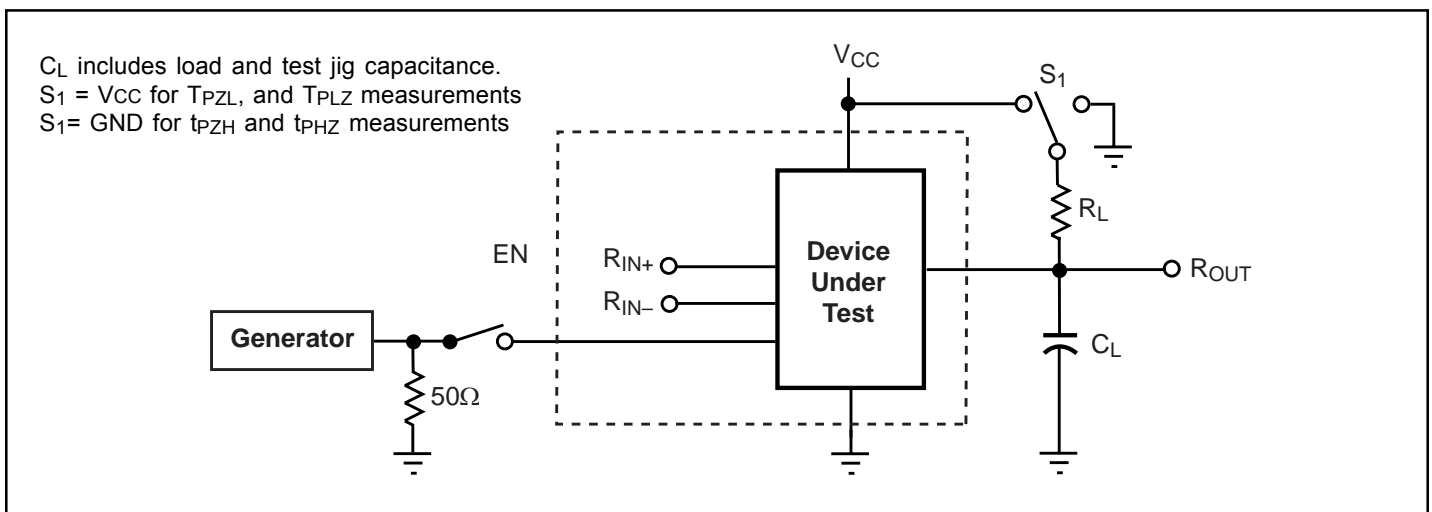 CL includes load and test jig capacitance.
S1 = VCC for TPZL, and TPLZ measurements
S1= GND for tPZH and tPHZ measurements
VCC
S1
RL
EN
RIN+
RIN–
Device
Under
Test
ROUT
Generator
CL
50Ω